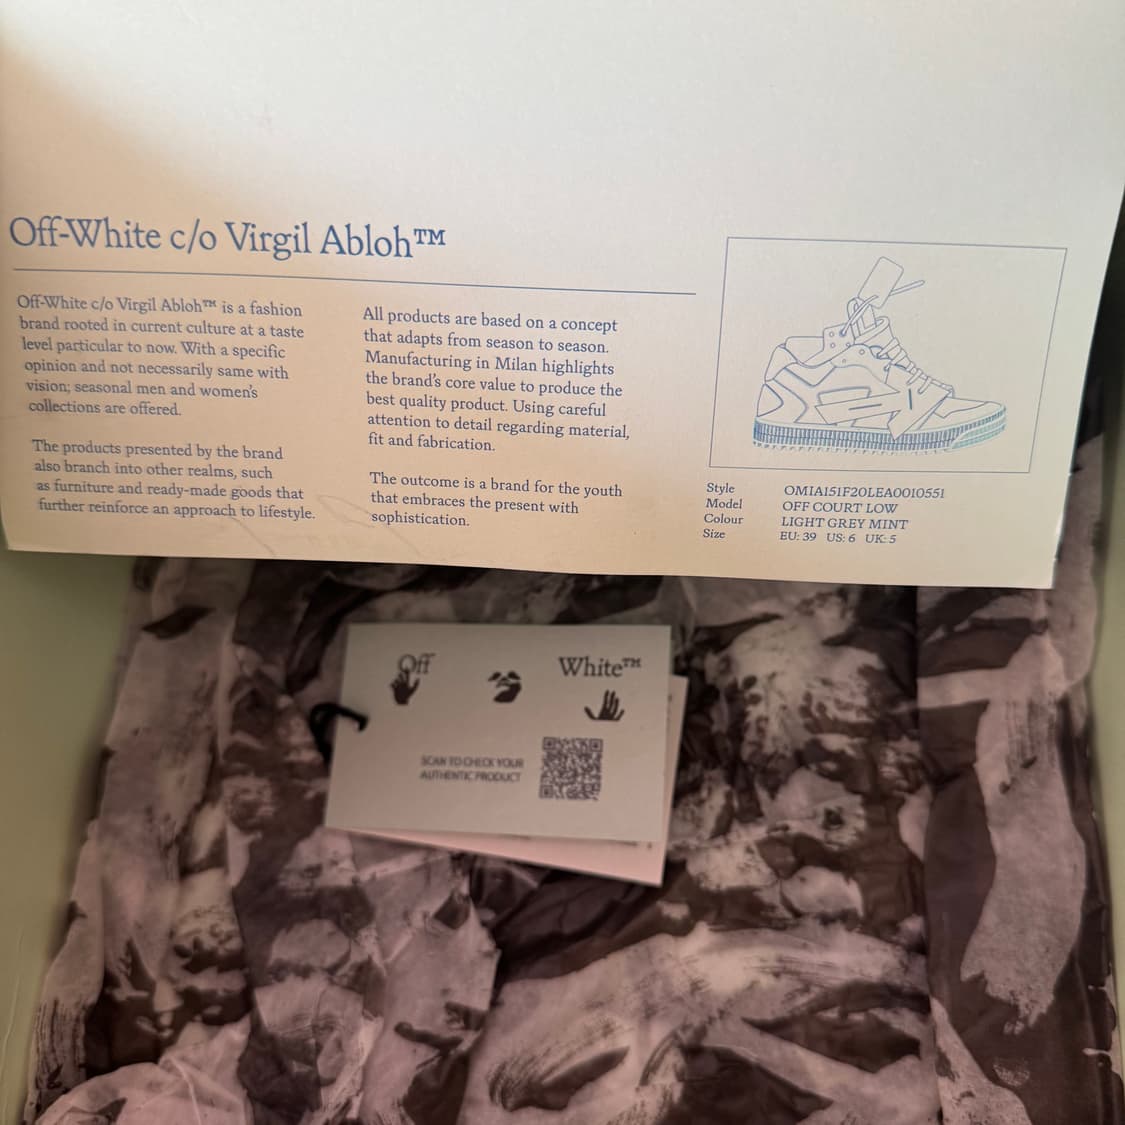 Off-White c/o Virgil Abloh™
Off-White c/o Virgil Abloh™ is a fashion
brand rooted in current culture at a taste
level particular to now. With a specific
opinion and not necessarily same with
vision; seasonal men and women's
collections are offered.
The products presented by the brand
also branch into other realms, such
as furniture and ready-made goods that
further reinforce an approach to lifestyle.
All products are based on a concept
that adapts from season to season.
Manufacturing in Milan highlights
the brand's core value to produce the
best quality product. Using careful
attention to detail regarding material,
fit and fabrication.
The outcome is a brand for the youth
that embraces the present with
sophistication.
Style OMIA151F20LEA0010551
Model OFF COURT LOW
Colour LIGHT GREY MINT
Size EU: 39 US: 6 UK: 5
Off White™
SCAN TO CHECK YOUR
AUTHENTIC PRODUCT